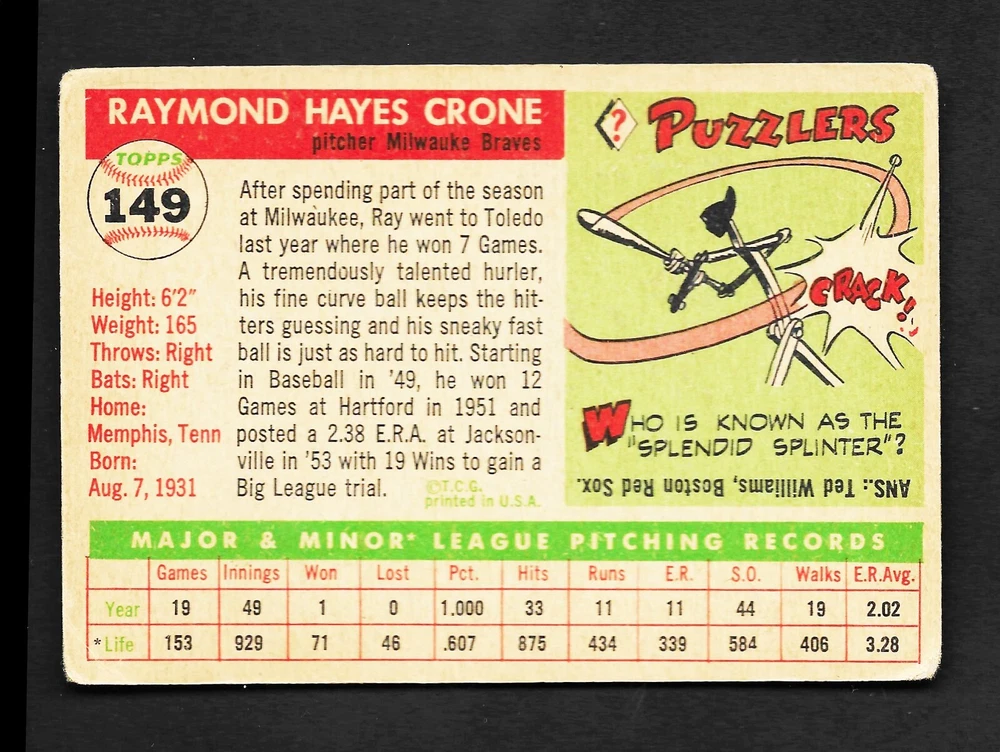 RAYMOND HAYES CRONE
pitcher Milwauke Braves
TOPPS
149
Height: 6'2"
Weight: 165
Throws: Right
Bats: Right
Home:
Memphis, Tenn
Born:
Aug. 7, 1931
After spending part of the season
at Milwaukee, Ray went to Toledo
last year where he won 7 Games.
A tremendously talented hurler,
his fine curve ball keeps the hit-
ters guessing and his sneaky fast
ball is just as hard to hit. Starting
in Baseball in '49, he won 12
Games at Hartford in 1951 and
posted a 2.38 E.R.A. at Jackson-
ville in '53 with 19 Wins to gain a
Big League trial.
©T.C.G.
printed in U.S.A.
? PUZZLERS
CRACK!
WHO IS KNOWN AS THE
"SPLENDID SPLINTER"?
ANS.: Ted Williams, Boston Red Sox.
MAJOR & MINOR* LEAGUE PITCHING RECORDS
Games Innings Won Lost Pct. Hits Runs E.R. S.O. Walks E.R.Avg.
Year 19 49 1 0 1.000 33 11 11 44 19 2.02
*Life 153 929 71 46 .607 875 434 339 584 406 3.28